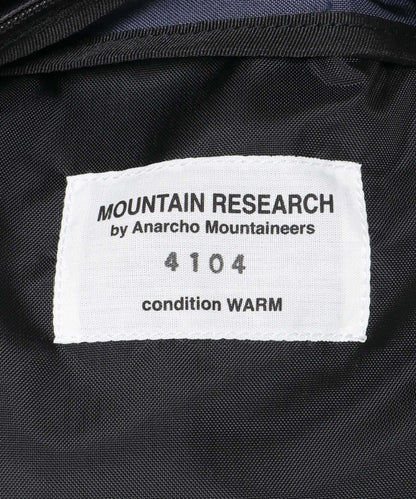 MOUNTAIN RESEARCH
by Anarcho Mountaineers
4104
condition WARM